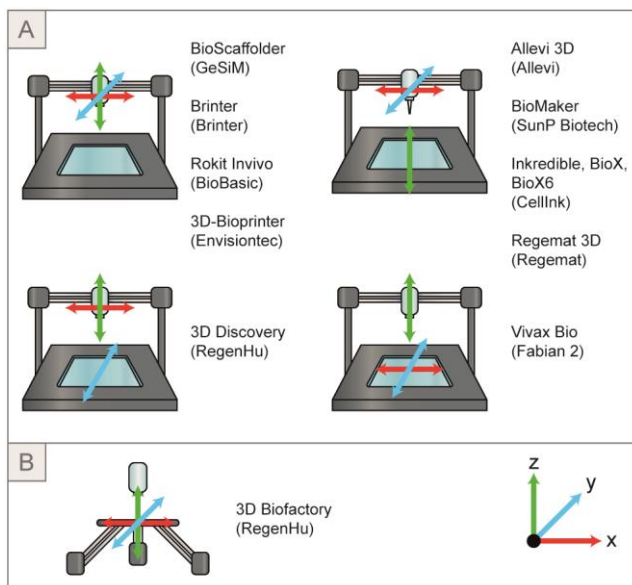 A
BioScaffolder
(GeSiM)
Brinter
(Brinter)
Rokit Invivo
(BioBasic)
3D-Bioprinter
(Envisiontec)
Allevi 3D
(Allevi)
BioMaker
(SunP Biotech)
Inkredible, BioX,
BioX6
(CellInk)
Regemat 3D
(Regemat)
3D Discovery
(RegenHu)
Vivax Bio
(Fabian 2)
B
3D Biofactory
(RegenHu)
z
y
x